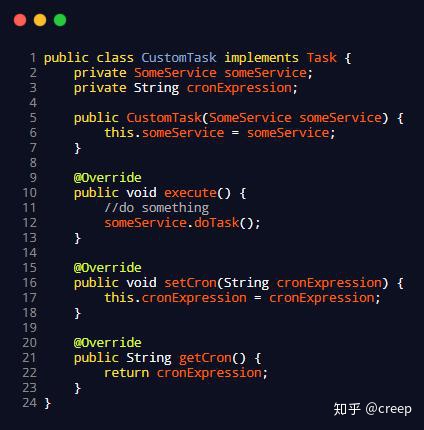 1 public class CustomTask implements Task {
2     private SomeService someService;
3     private String cronExpression;
4
5     public CustomTask(SomeService someService) {
6         this.someService = someService;
7     }
8
9     @Override
10     public void execute() {
11         //do something
12         someService.doTask();
13     }
14
15     @Override
16     public void setCron(String cronExpression) {
17         this.cronExpression = cronExpression;
18     }
19
20     @Override
21     public String getCron() {
22         return cronExpression;
23     }
24 }
知乎 @creep